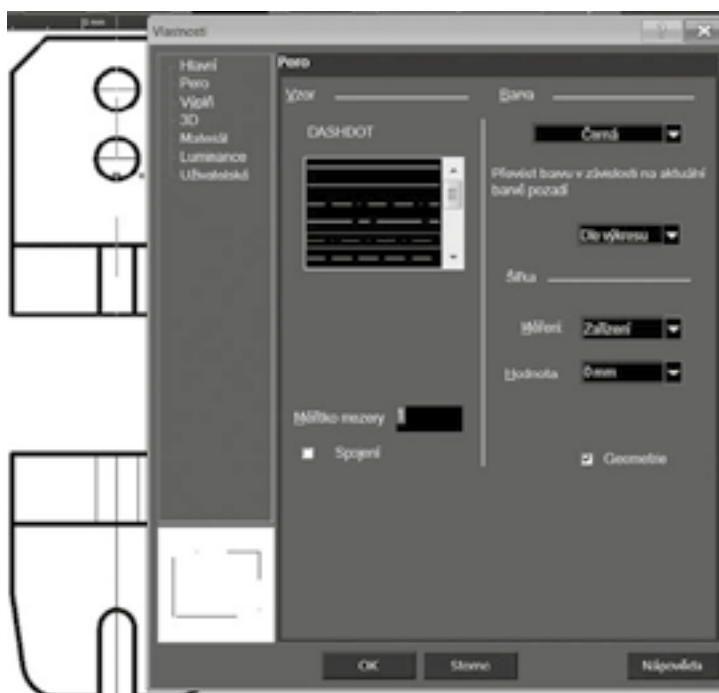 Vlastnosti
Hlavní
Pero
Výplň
3D
Materiál
Luminance
Uživatelská
Pero
Vzor
DASHDOT
Měřítko mezery 1
Spojení
Barva
Černá
Převést barvu v závislosti na aktuální
barvě pozadí
Dle výkresu
Šířka
Měření Zařízení
Hodnota 0 mm
Geometrie
OK
Storno
Nápověda